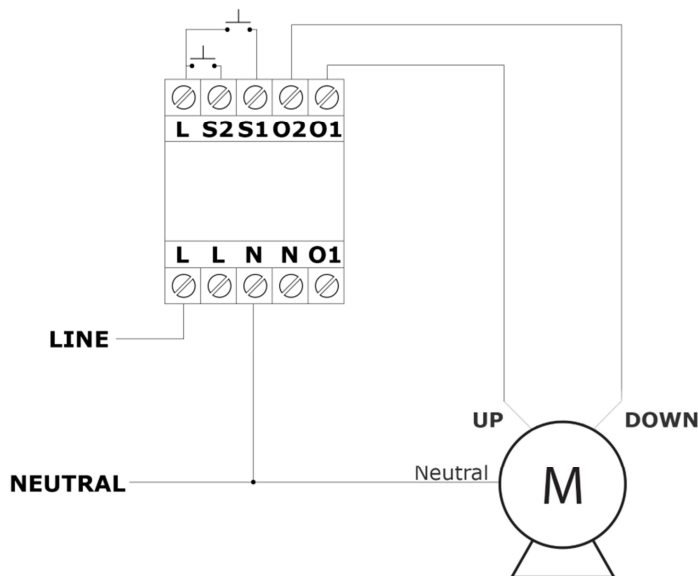 L S2 S1 O2 O1
L L N N O1
LINE
UP
DOWN
Neutral
NEUTRAL
M